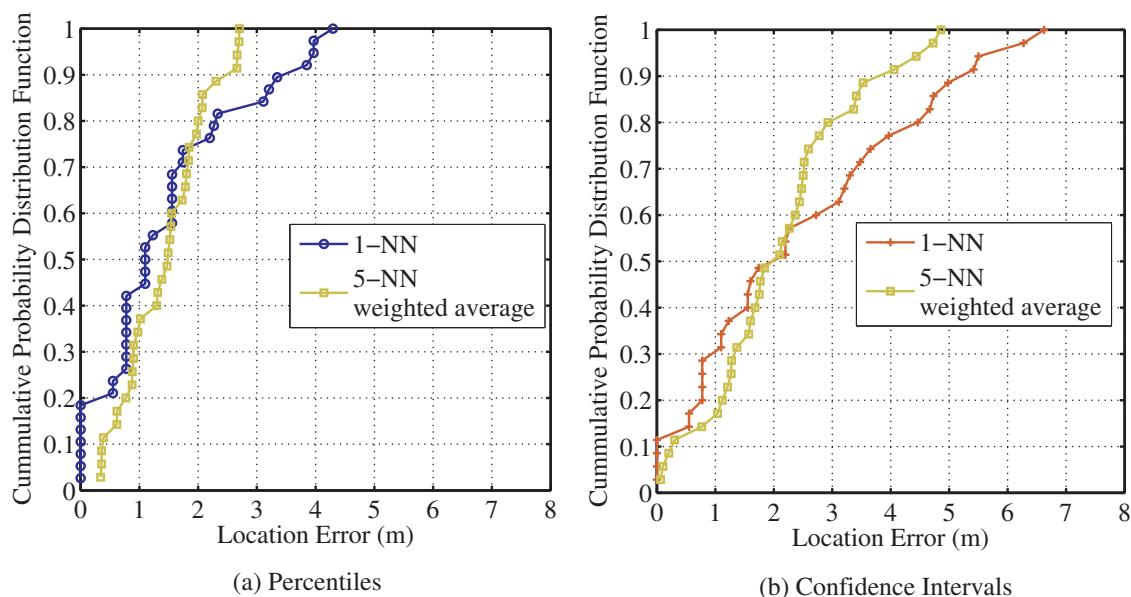 Cummulative Probability Distribution Function
1
0.9
0.8
0.7
0.6
0.5
0.4
0.3
0.2
0.1
0
1−NN
5−NN
weighted average
0 1 2 3 4 5 6 7 8
Location Error (m)
(a) Percentiles
Cummulative Probability Distribution Function
1
0.9
0.8
0.7
0.6
0.5
0.4
0.3
0.2
0.1
0
1−NN
5−NN
weighted average
0 1 2 3 4 5 6 7 8
Location Error (m)
(b) Confidence Intervals